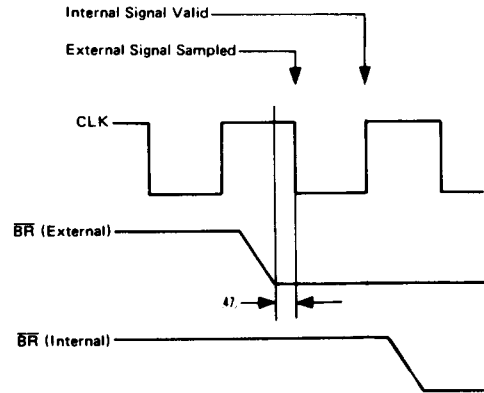 Internal Signal Valid
External Signal Sampled
CLK
BR (External)
47
BR (Internal)